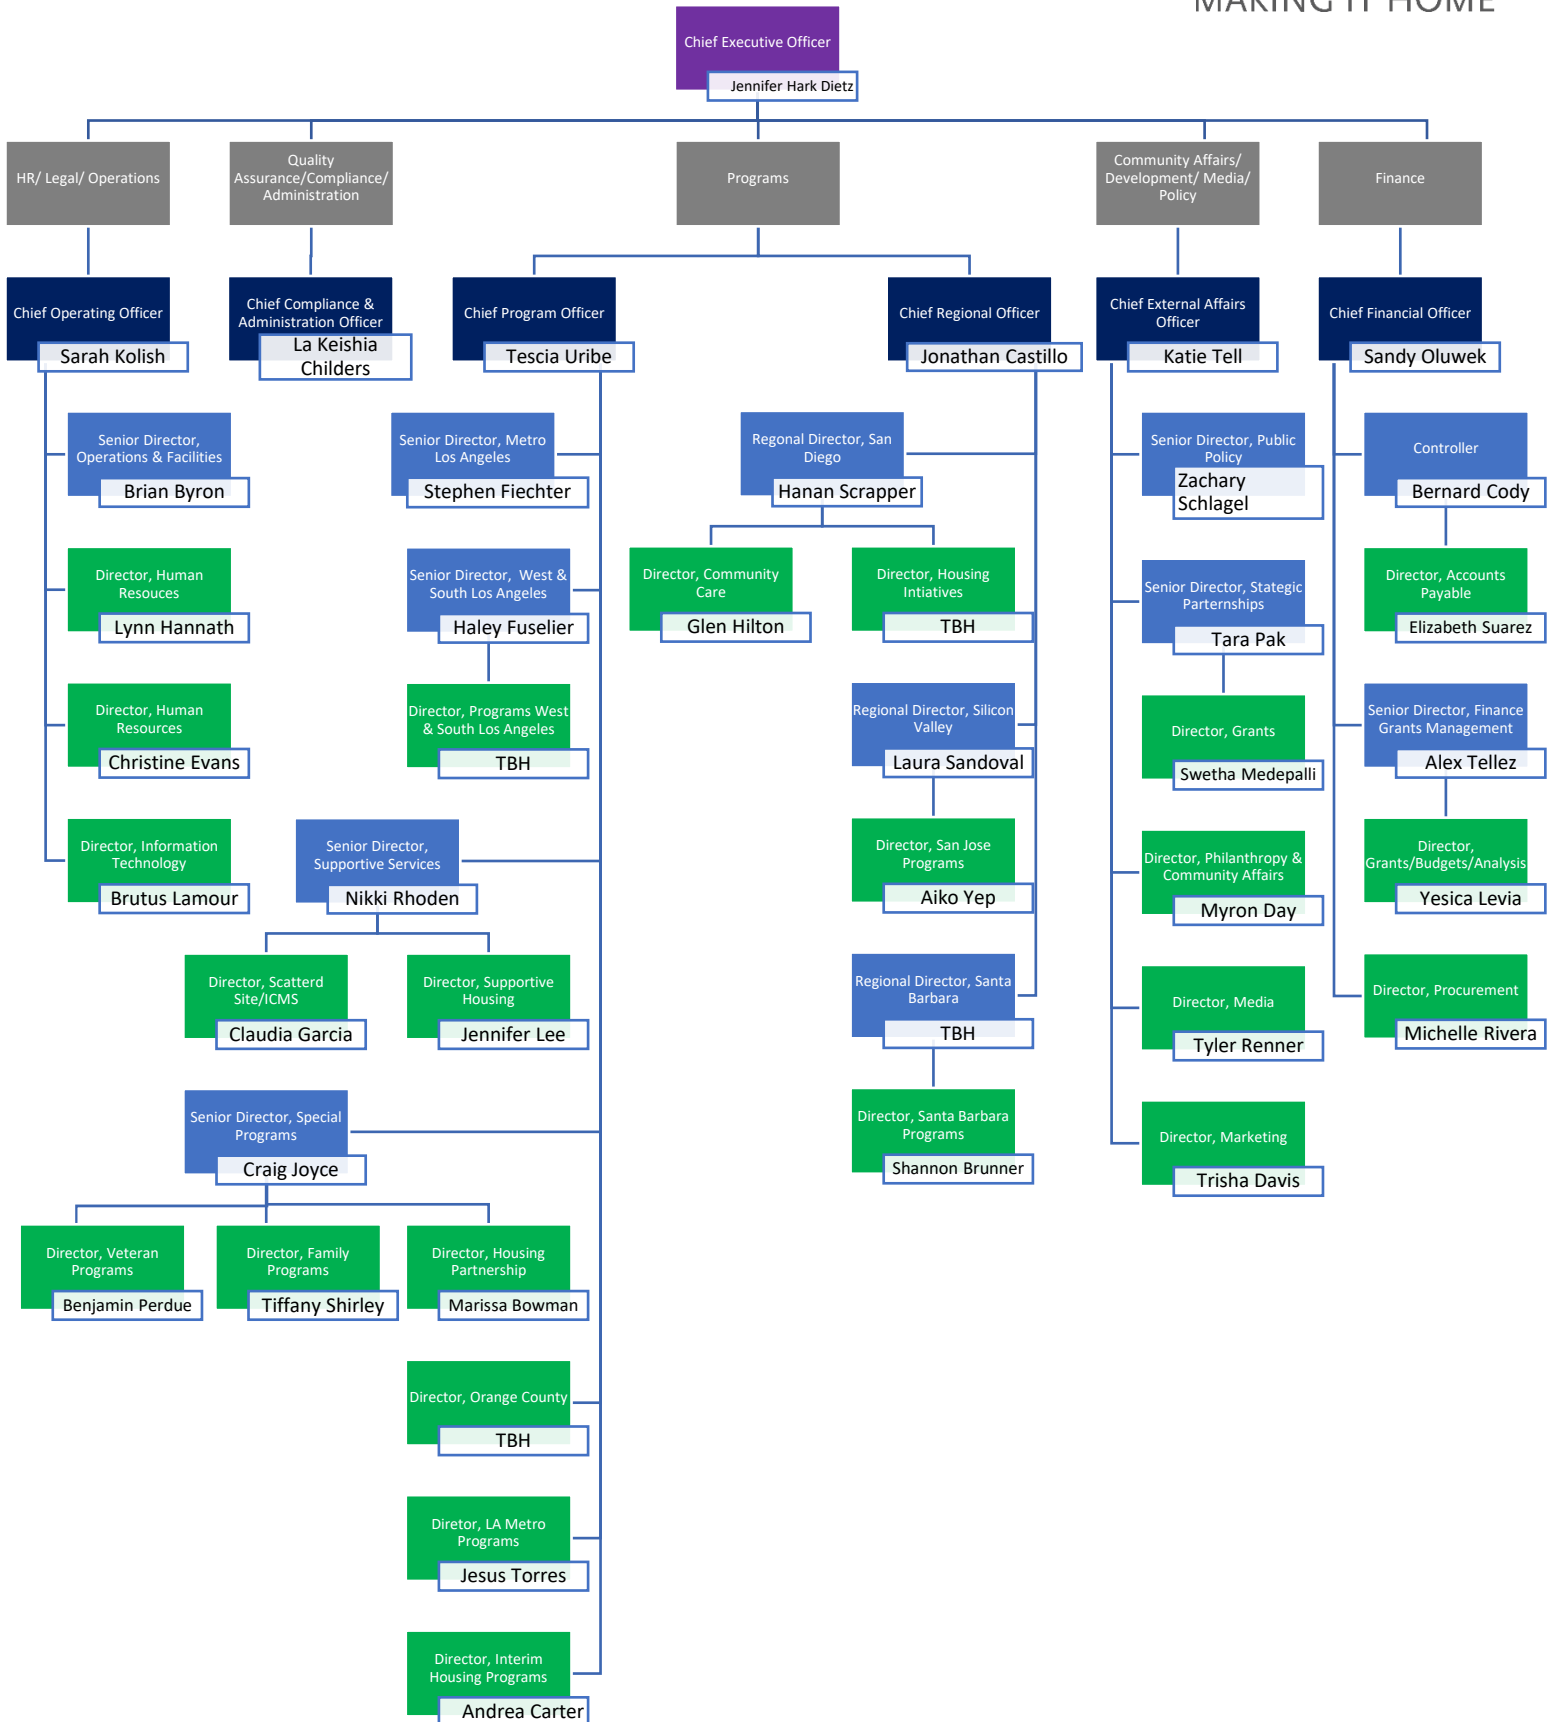 MAKING IT HOME
Chief Executive Officer
Jennifer Hark Dietz
HR/ Legal/ Operations
Quality
Assurance/Compliance/
Administration
Programs
Community Affairs/
Development/ Media/
Policy
Finance
Chief Operating Officer
Sarah Kolish
Chief Compliance &
Administration Officer
La Keishia
Childers
Chief Program Officer
Tescia Uribe
Chief Regional Officer
Jonathan Castillo
Chief External Affairs
Officer
Katie Tell
Chief Financial Officer
Sandy Oluwek
Senior Director,
Operations & Facilities
Brian Byron
Senior Director, Metro
Los Angeles
Stephen Fiechter
Regonal Director, San
Diego
Hanan Scrapper
Senior Director, Public
Policy
Zachary
Schlagel
Controller
Bernard Cody
Director, Human
Resouces
Lynn Hannath
Senior Director, West &
South Los Angeles
Haley Fuselier
Director, Community
Care
Glen Hilton
Director, Housing
Intiatives
TBH
Senior Director, Stategic
Parternships
Tara Pak
Director, Accounts
Payable
Elizabeth Suarez
Director, Human
Resources
Christine Evans
Director, Programs West
& South Los Angeles
TBH
Regional Director, Silicon
Valley
Laura Sandoval
Director, Grants
Swetha Medepalli
Senior Director, Finance
Grants Management
Alex Tellez
Director, Information
Technology
Brutus Lamour
Senior Director,
Supportive Services
Nikki Rhoden
Director, San Jose
Programs
Aiko Yep
Director, Philanthropy &
Community Affairs
Myron Day
Director,
Grants/Budgets/Analysis
Yesica Levia
Director, Scatterd
Site/ICMS
Claudia Garcia
Director, Supportive
Housing
Jennifer Lee
Regional Director, Santa
Barbara
TBH
Director, Media
Tyler Renner
Director, Procurement
Michelle Rivera
Senior Director, Special
Programs
Craig Joyce
Director, Santa Barbara
Programs
Shannon Brunner
Director, Marketing
Trisha Davis
Director, Veteran
Programs
Benjamin Perdue
Director, Family
Programs
Tiffany Shirley
Director, Housing
Partnership
Marissa Bowman
Director, Orange County
TBH
Diretor, LA Metro
Programs
Jesus Torres
Director, Interim
Housing Programs
Andrea Carter